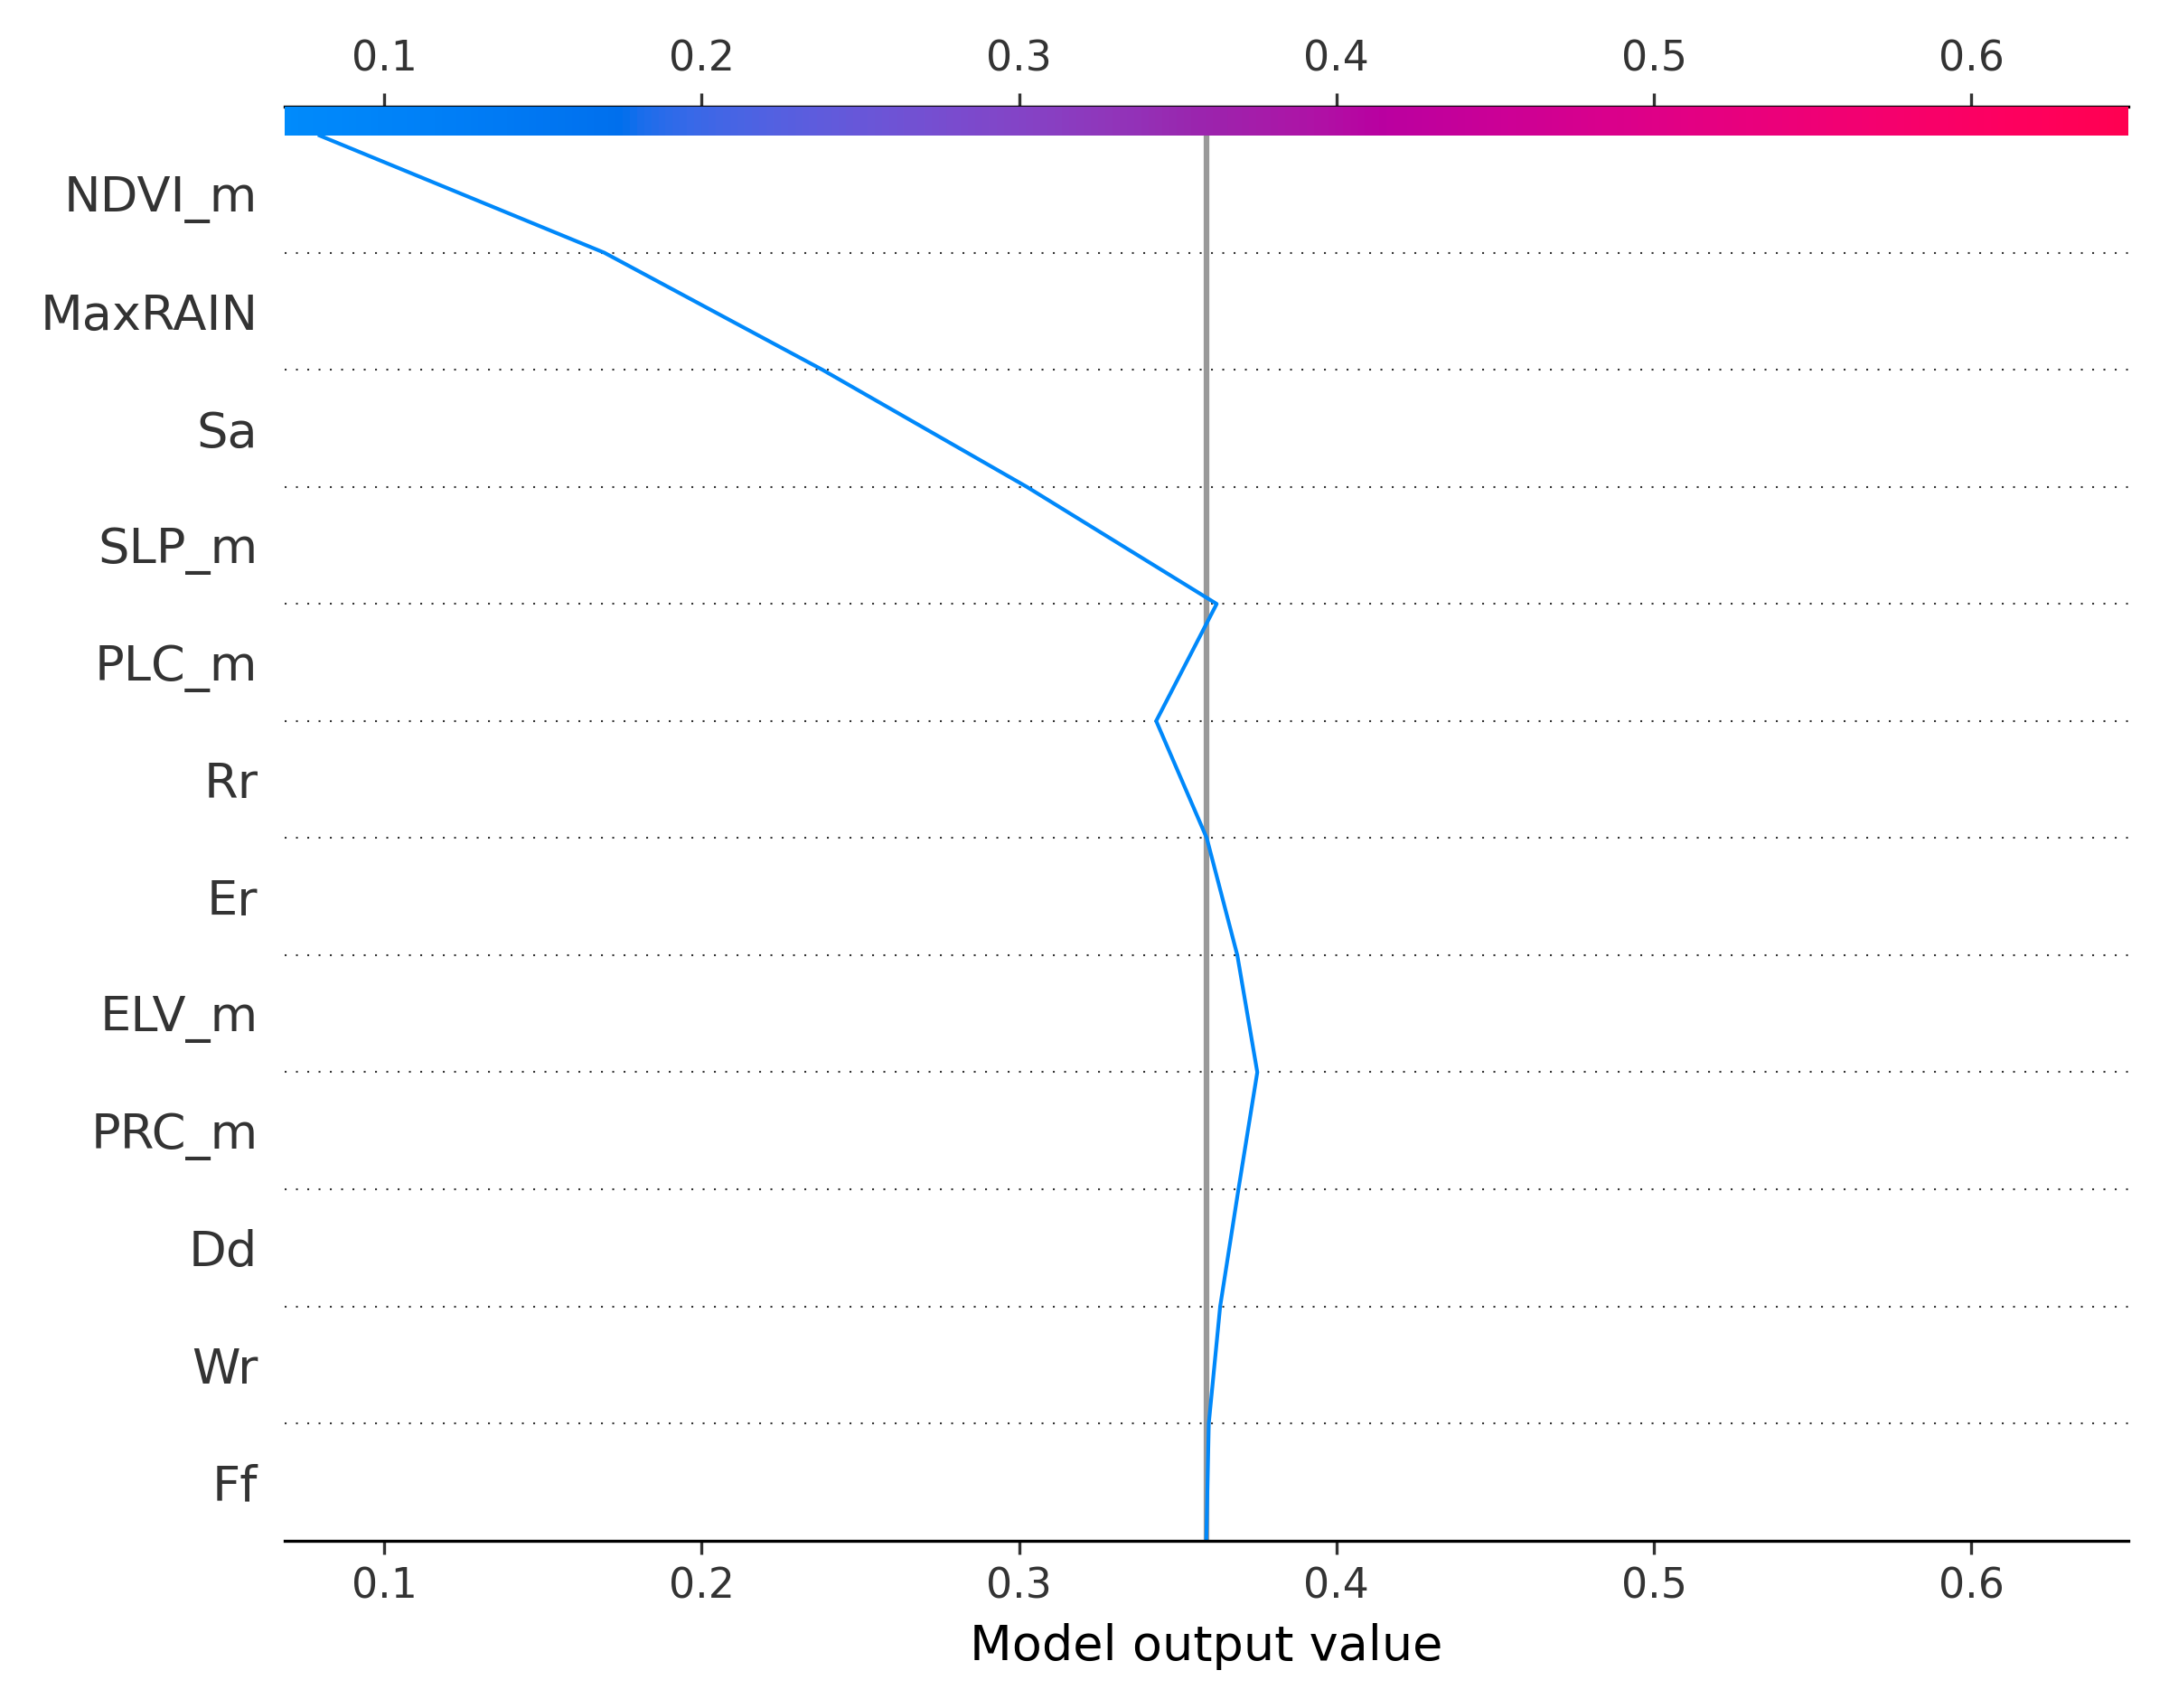 0.1 0.2 0.3 0.4 0.5 0.6
NDVI_m
MaxRAIN
Sa
SLP_m
PLC_m
Rr
Er
ELV_m
PRC_m
Dd
Wr
Ff
0.1 0.2 0.3 0.4 0.5 0.6
Model output value